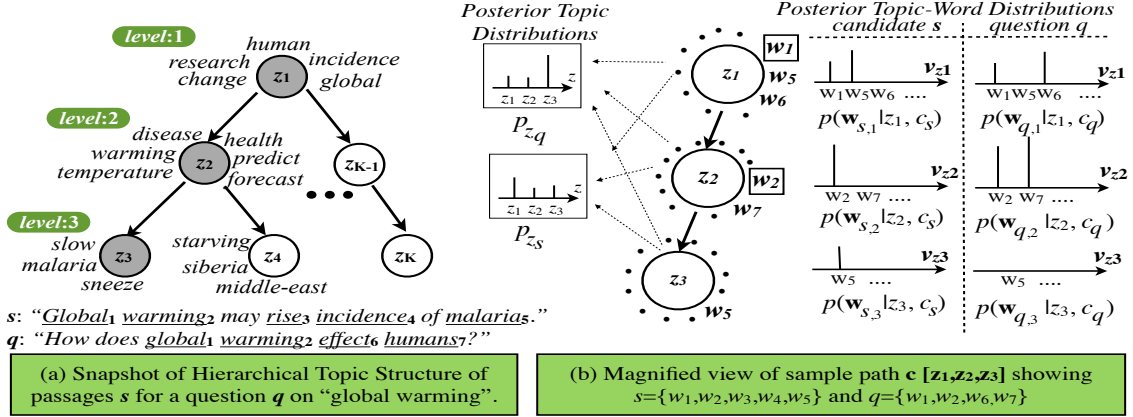 level:1
human
research
incidence
change
z1
global
level:2
disease
health
warming
z2
predict
temperature
forecast
zK-1
level:3
slow
malaria
z3
sneeze
starving
siberia
z4
middle-east
zK
s: “Global1 warming2 may rise3 incidence4 of malaria5.”
q: “How does global1 warming2 effect6 humans7?”
(a) Snapshot of Hierarchical Topic Structure of
passages s for a question q on “global warming”.
Posterior Topic
Distributions
z
z1 z2 z3
pzq
z
z1 z2 z3
pzs
z1
w1
w5
w6
z2
w2
w7
z3
w5
Posterior Topic-Word Distributions
candidate s
question q
vz1
w1w5w6 ....
p(ws,1|z1, cs)
vz1
w1w5w6 ....
p(wq,1|z1, cq)
vz2
w2 w7 ....
p(ws,2|z2, cs)
vz2
w2 w7 ....
p(wq,2|z2, cq)
vz3
w5 ....
p(ws,3|z3, cs)
vz3
w5 ....
p(wq,3|z3, cq)
(b) Magnified view of sample path c [z1,z2,z3] showing
s={w1,w2,w3,w4,w5} and q={w1,w2,w6,w7}